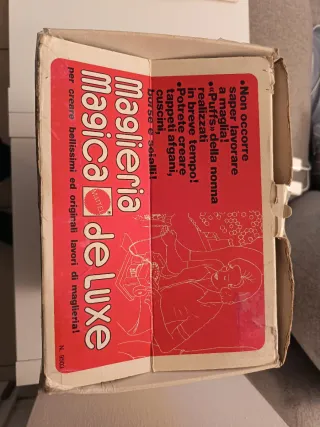 • Non occorre
saper lavorare
a maglia!
• «Puffs» della nonna
realizzati
in breve tempo!
• Potrete creare
tappeti afgani,
cuscini,
borse e scialli!
maglieria
magica de luxe
per creare bellissimi ed originali lavori di maglieria!